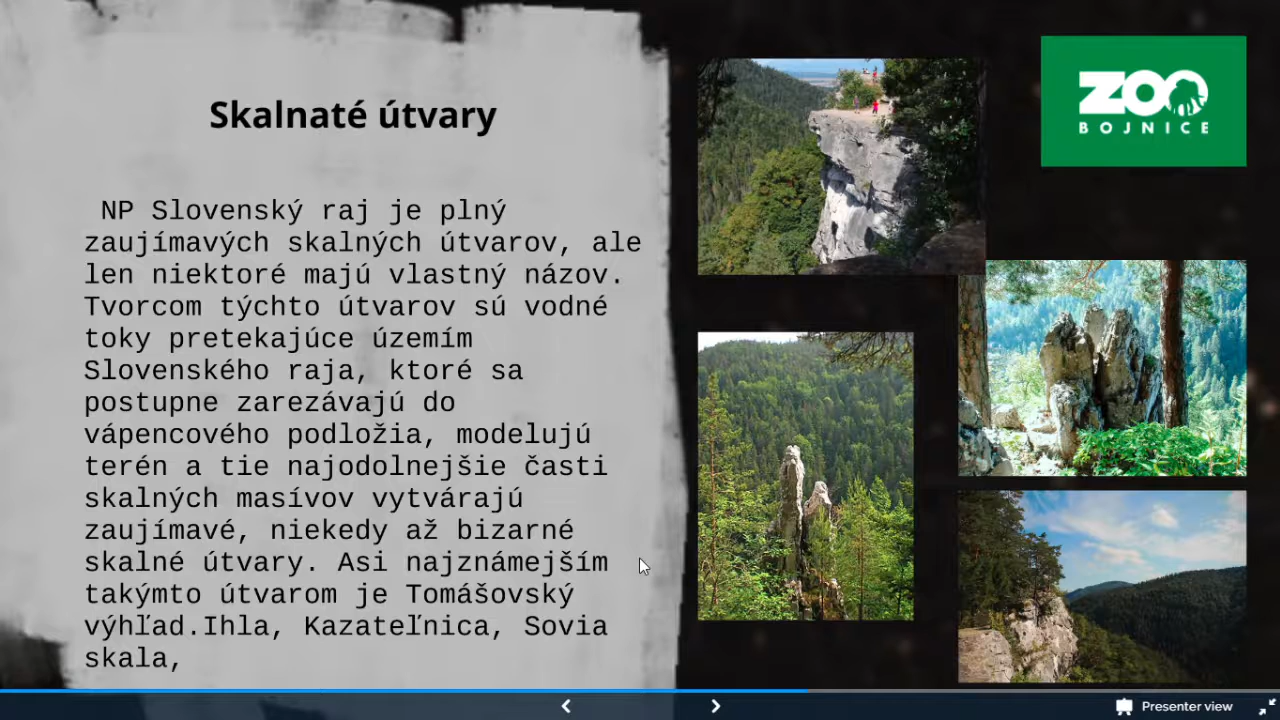 Skalnaté útvary
NP Slovenský raj je plný
zaujímavých skalných útvarov, ale
len niektoré majú vlastný názov.
Tvorcom týchto útvarov sú vodné
toky pretekajúce územím
Slovenského raja, ktoré sa
postupne zarezávajú do
vápencového podložia, modelujú
terén a tie najodolnejšie časti
skalných masívov vytvárajú
zaujímavé, niekedy až bizarné
skalné útvary. Asi najznámejším
takýmto útvarom je Tomášovský
výhľad.Ihla, Kazateľnica, Sovia
skala,
ZOO
BOJNICE
Presenter view